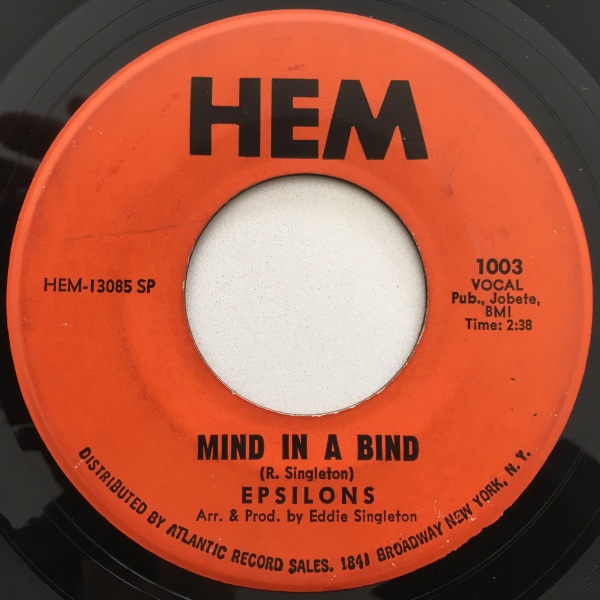 HEM
HEM-13085 SP
1003
VOCAL
Pub., Jobete,
BMI
Time: 2:38
MIND IN A BIND
(R. Singleton)
EPSILONS
Arr. & Prod. by Eddie Singleton
DISTRIBUTED BY ATLANTIC RECORD SALES. 1841 BROADWAY NEW YORK, N. Y.